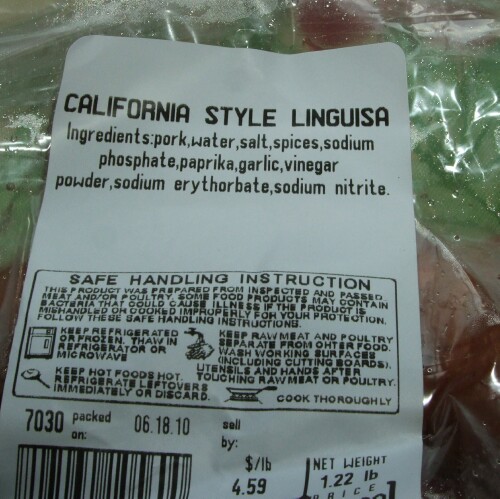 CALIFORNIA STYLE LINGUISA
Ingredients:pork,water,salt,spices,sodium
phosphate,paprika,garlic,vinegar
powder,sodium erythorbate,sodium nitrite.
SAFE HANDLING INSTRUCTION
THIS PRODUCT WAS PREPARED FROM INSPECTED AND PASSED
MEAT AND/OR POULTRY. SOME FOOD PRODUCTS MAY CONTAIN
BACTERIA THAT COULD CAUSE ILLNESS IF THE PRODUCT IS
MISHANDLED OR COOKED IMPROPERLY FOR YOUR PROTECTION,
FOLLOW THESE SAFE HANDLING INSTRUCTIONS.
KEEP REFRIGERATED
OR FROZEN. THAW IN
REFRIGERATOR OR
MICROWAVE
KEEP RAW MEAT AND POULTRY
SEPARATE FROM OHTER FOOD.
WASH WORKING SURFACES
(INCLUDING CUTTING BOARDS),
UTENSILS AND HANDS AFTER
TOUCHING RAW MEAT OR POULTRY.
KEEP HOT FOODS HOT.
REFRIGERATE LEFTOVERS
IMMEDIATELY OR DISCARD.
COOK THOROUGHLY
7030 packed on: 06.18.10 sell by:
$/lb
4.59
NET WEIGHT
1.22 lb
PRICE